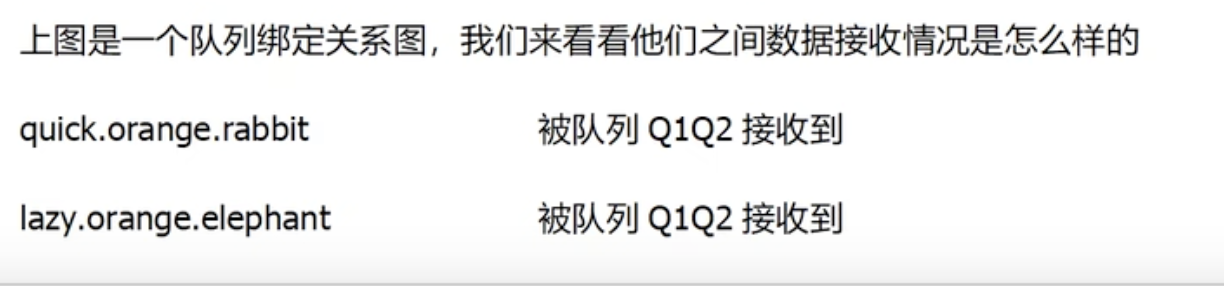 上图是一个队列绑定关系图，我们来看看他们之间数据接收情况是怎么样的
quick.orange.rabbit 被队列 Q1Q2 接收到
lazy.orange.elephant 被队列 Q1Q2 接收到